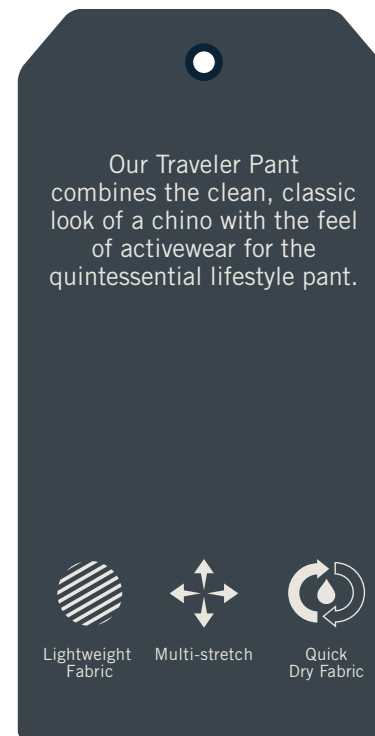 Our Traveler Pant
combines the clean, classic
look of a chino with the feel
of activewear for the
quintessential lifestyle pant.
Lightweight
Fabric
Multi-stretch
Quick
Dry Fabric